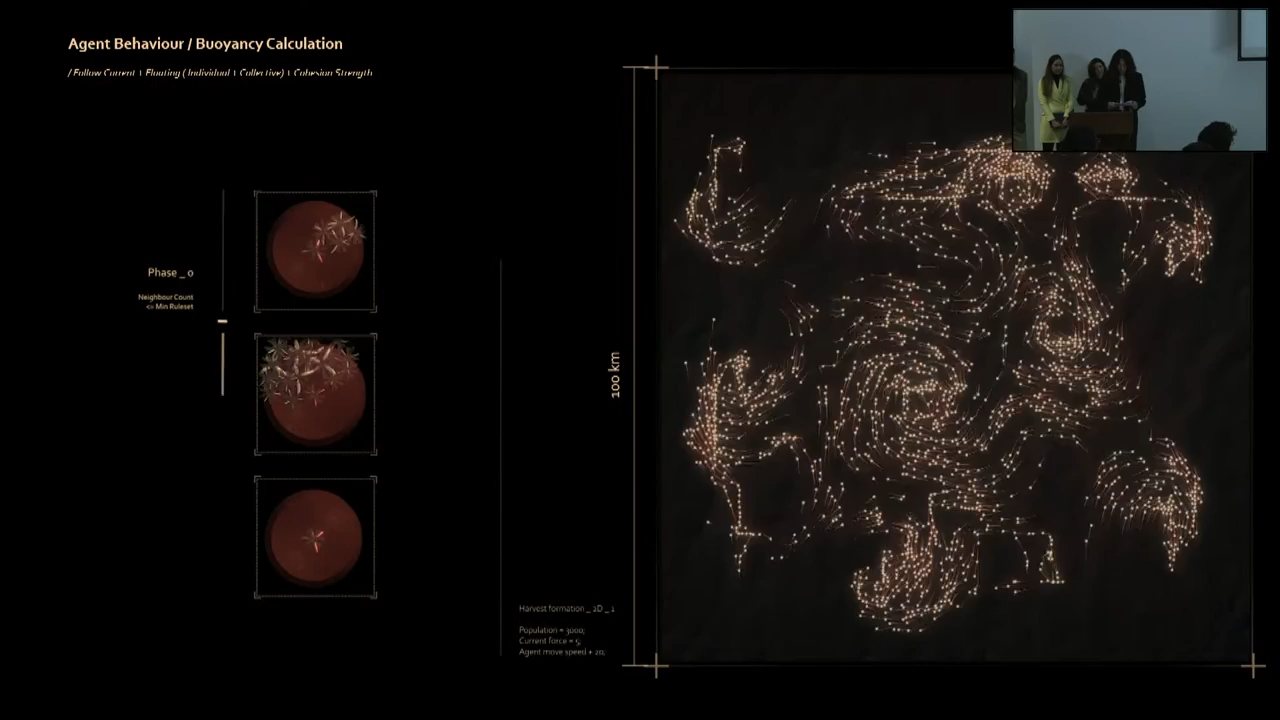 Agent Behaviour / Buoyancy Calculation
/ Follow Current + Floating ( Individual + Collective) + Cohesion Strength
Phase _ 0
Neighbour Count
<= Min Ruleset
100 km
Harvest formation _ 2D _ 1
Population = 3000;
Current force = 5;
Agent move speed + 20;